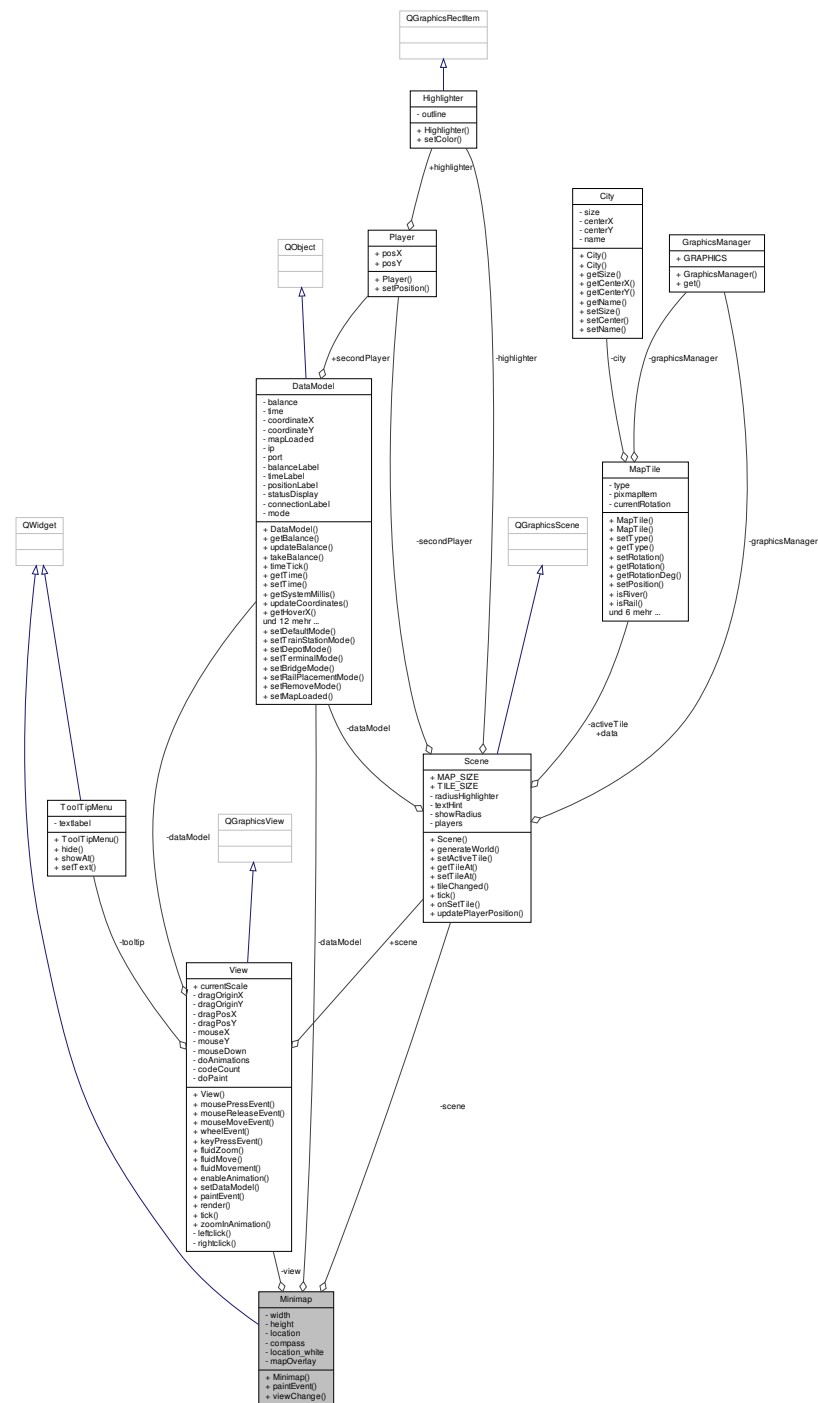 QGraphicsRectItem
Highlighter
- outline
+ Highlighter()
+ setColor()
+highlighter
City
- size
- centerX
- centerY
- name
+ City()
+ City()
+ getSize()
+ getCenterX()
+ getCenterY()
+ getName()
+ setSize()
+ setCenter()
+ setName()
Player
+ posX
+ posY
+ Player()
+ setPosition()
QObject
GraphicsManager
+ GRAPHICS
+ GraphicsManager()
+ get()
+secondPlayer
-highlighter
-city
-graphicsManager
DataModel
- balance
- time
- coordinateX
- coordinateY
- mapLoaded
- ip
- port
- balanceLabel
- timeLabel
- positionLabel
- statusDisplay
- connectionLabel
- mode
+ DataModel()
+ getBalance()
+ updateBalance()
+ takeBalance()
+ timeTick()
+ getTime()
+ setTime()
+ getSystemMillis()
+ updateCoordinates()
+ getHoverX()
und 12 mehr ...
+ setDefaultMode()
+ setTrainStationMode()
+ setDepotMode()
+ setTerminalMode()
+ setBridgeMode()
+ setRailPlacementMode()
+ setRemoveMode()
+ setMapLoaded()
MapTile
- type
- pixmapItem
- currentRotation
+ MapTile()
+ MapTile()
+ setType()
+ getType()
+ setRotation()
+ getRotation()
+ getRotationDeg()
+ setPosition()
+ isRiver()
+ isRail()
und 6 mehr ...
QWidget
QGraphicsScene
-secondPlayer
-graphicsManager
-dataModel
-activeTile
+data
Scene
+ MAP_SIZE
+ TILE_SIZE
- radiusHighlighter
- textHint
- showRadius
- players
+ Scene()
+ generateWorld()
+ setActiveTile()
+ getTileAt()
+ setTileAt()
+ tileChanged()
+ tick()
+ onSetTile()
+ updatePlayerPosition()
ToolTipMenu
- textlabel
+ ToolTipMenu()
+ hide()
+ showAt()
+ setText()
QGraphicsView
-dataModel
-tooltip
-dataModel
+scene
View
+ currentScale
- dragOriginX
- dragOriginY
- dragPosX
- dragPosY
- mouseX
- mouseY
- mouseDown
- doAnimations
- codeCount
- doPaint
+ View()
+ mousePressEvent()
+ mouseReleaseEvent()
+ mouseMoveEvent()
+ wheelEvent()
+ keyPressEvent()
+ fluidZoom()
+ fluidMove()
+ fluidMovement()
+ enableAnimation()
+ setDataModel()
+ paintEvent()
+ render()
+ tick()
+ zoomInAnimation()
- leftclick()
- rightclick()
-scene
-view
Minimap
- width
- height
- location
- compass
- location_white
- mapOverlay
+ Minimap()
+ paintEvent()
+ viewChange()